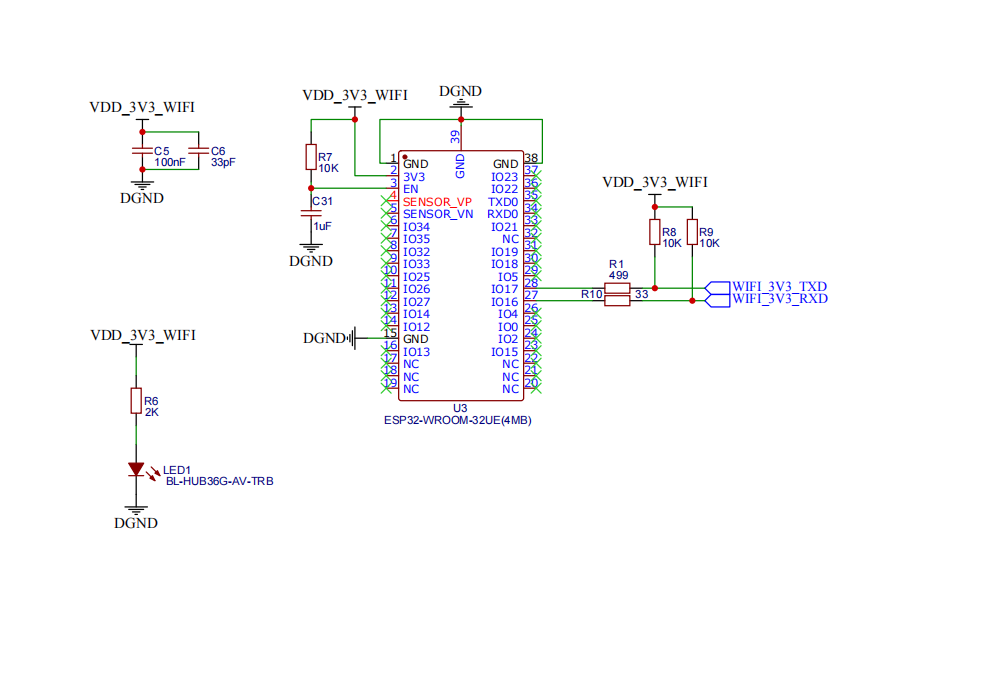 VDD_3V3_WIFI
C5
100nF
C6
33pF
DGND
VDD_3V3_WIFI
R7
10K
C31
1uF
DGND
DGND
39
GND
1 GND
2 3V3
3 EN
4 SENSOR_VP
5 SENSOR_VN
6 IO34
7 IO35
8 IO32
9 IO33
10 IO25
11 IO26
12 IO27
13 IO14
14 IO12
15 GND
16 IO13
17 NC
18 NC
19 NC
GND 38
IO23 37
IO22 36
TXD0 35
RXD0 34
IO21 33
NC 32
IO19 31
IO18 30
IO5 29
IO17 28
IO16 27
IO4 26
IO0 25
IO2 24
IO15 23
NC 22
NC 21
NC 20
DGND
U3
ESP32-WROOM-32UE(4MB)
VDD_3V3_WIFI
R8
10K
R9
10K
R1
499
R10
33
WIFI_3V3_TXD
WIFI_3V3_RXD
VDD_3V3_WIFI
R6
2K
LED1
BL-HUB36G-AV-TRB
DGND